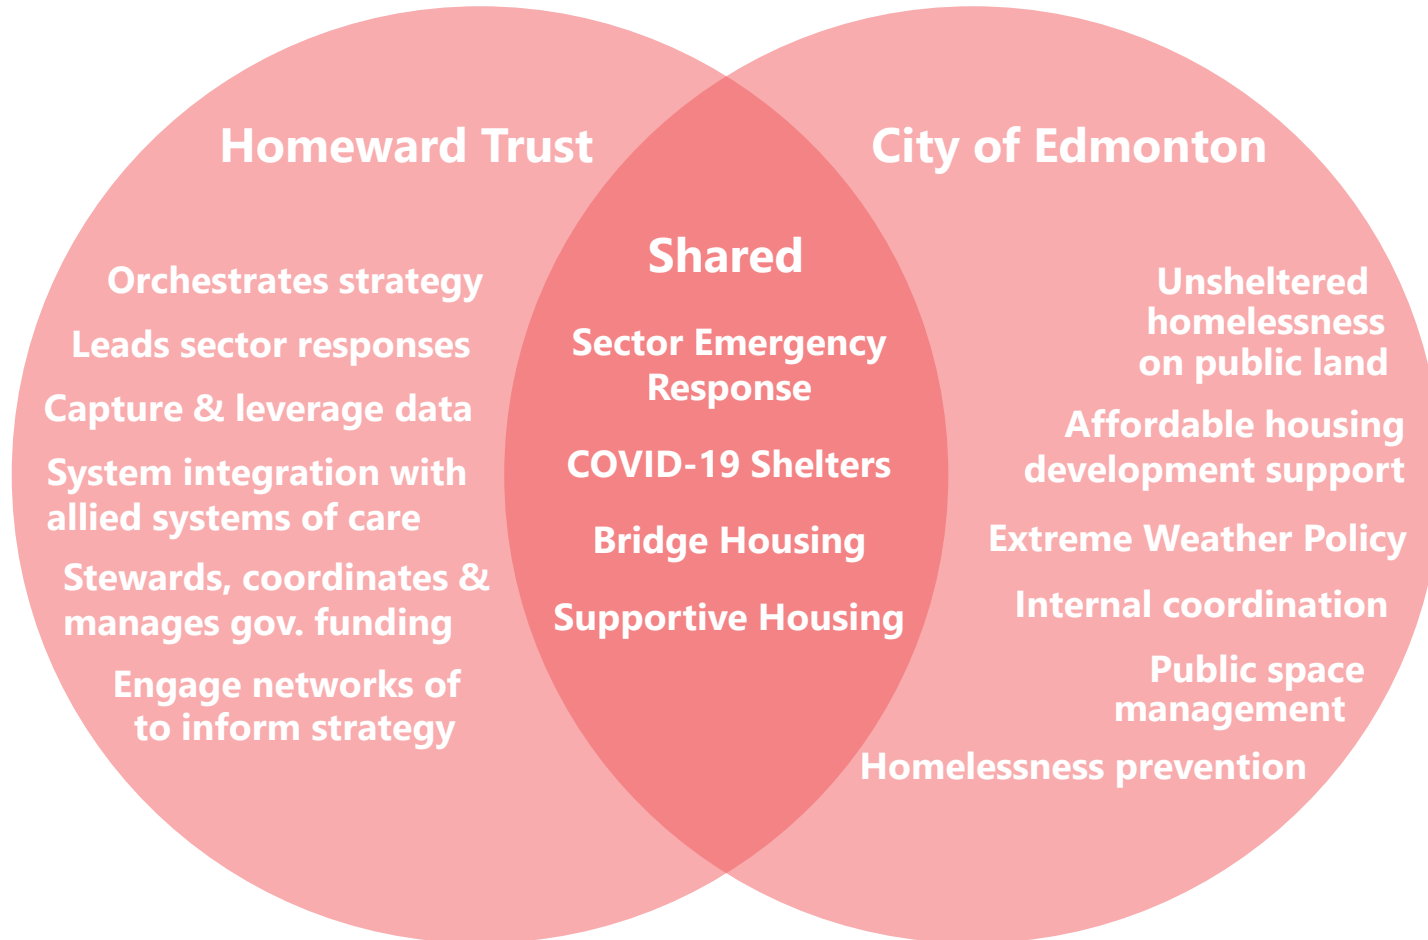 Homeward Trust
Orchestrates strategy
Leads sector responses
Capture & leverage data
System integration with
allied systems of care
Stewards, coordinates &
manages gov. funding
Engage networks of
to inform strategy
Shared
Sector Emergency
Response
COVID-19 Shelters
Bridge Housing
Supportive Housing
City of Edmonton
Unsheltered
homelessness
on public land
Affordable housing
development support
Extreme Weather Policy
Internal coordination
Public space
management
Homelessness prevention